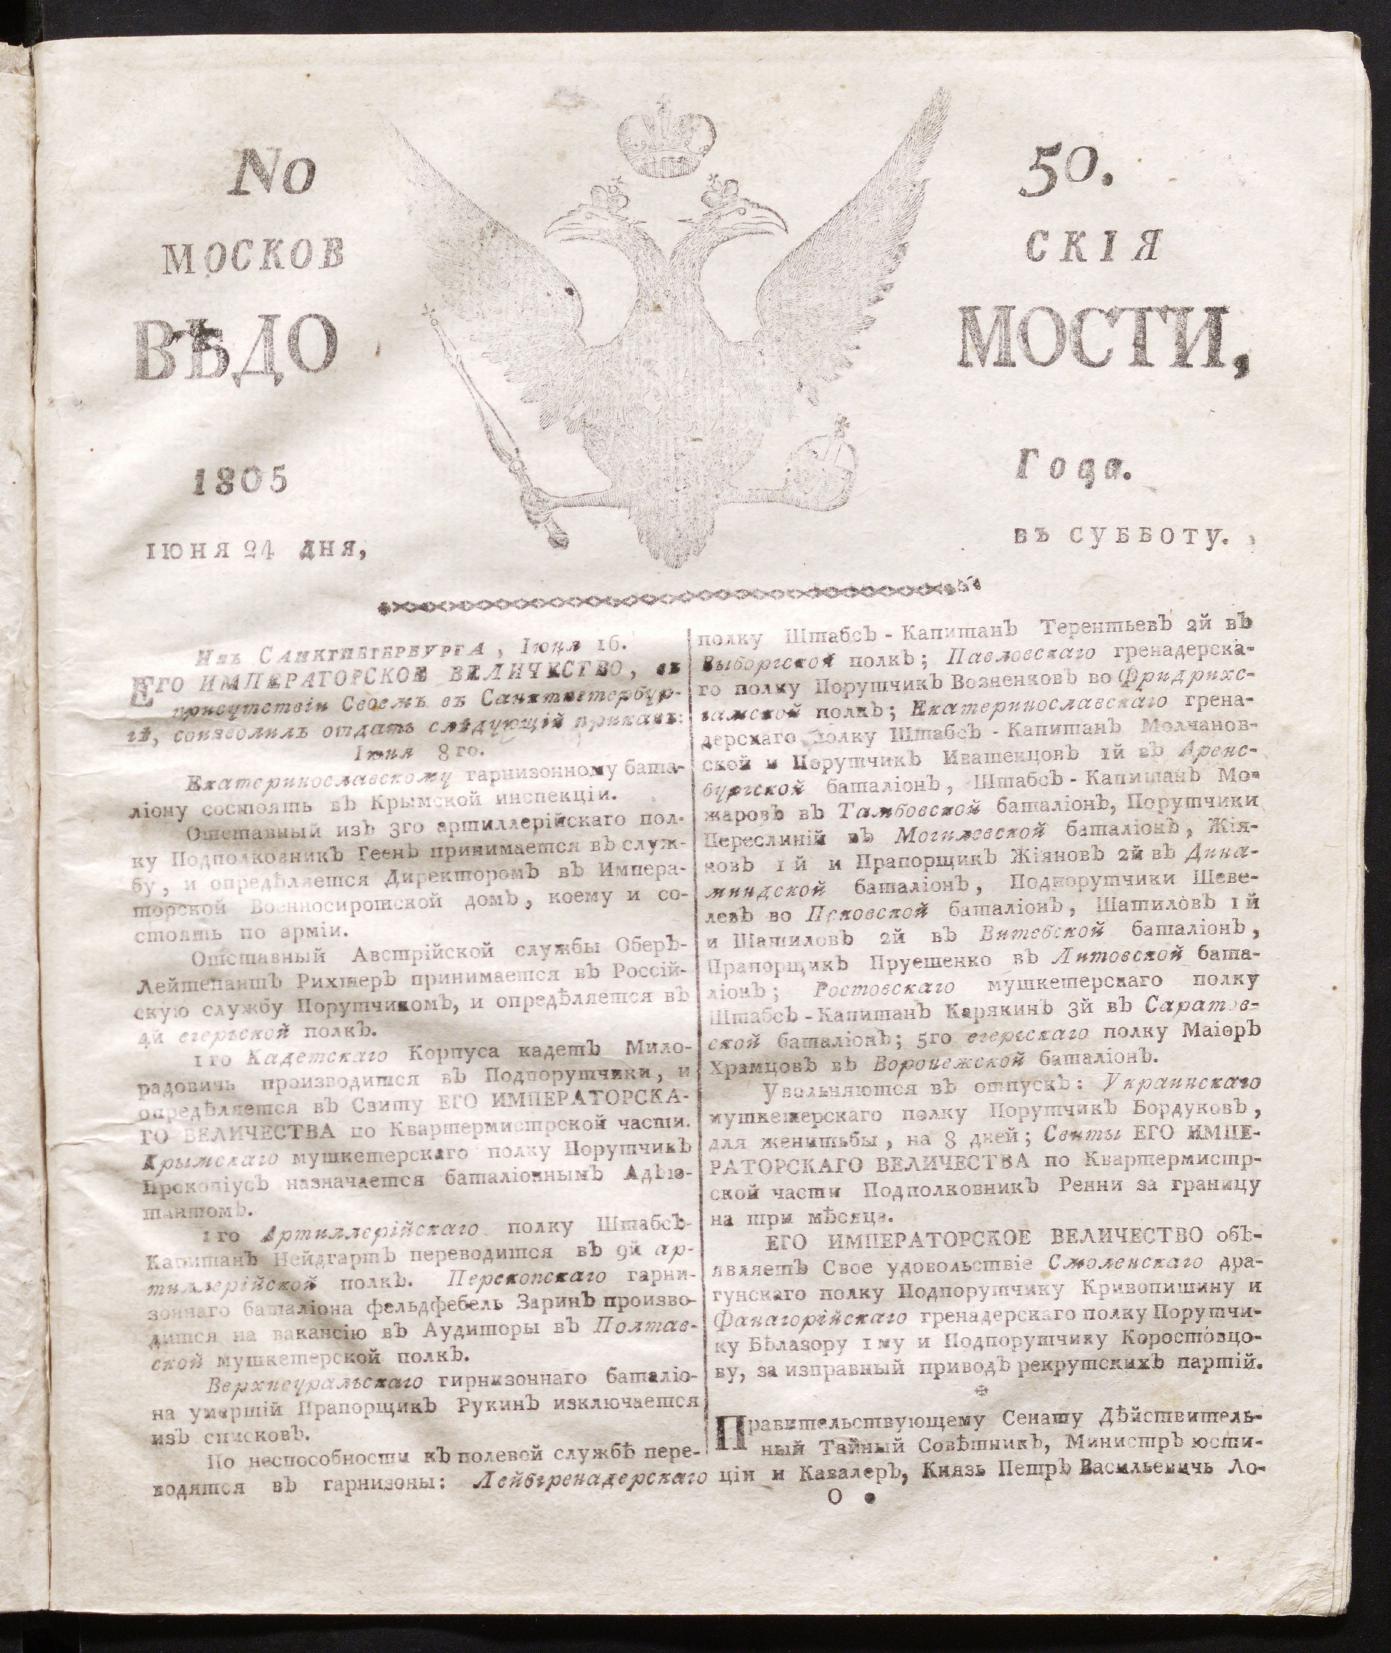 No 50.
МОСКОВ СКІЯ
ВѢДО МОСТИ,
1805 Года.
ІЮНЯ 24 ДНЯ, ВЪ СУББОТУ.
Изъ САНКТПЕТЕРБУРГА, Іюня 16.
ЕГО ИМПЕРАТОРСКОЕ ВЕЛИЧЕСТВО, въ
присутствіи Своемъ въ Санктпетербур-
гѣ, соизволилъ отдать слѣдующій приказъ:
Іюня 8го.
Екатеринославскому гарнизонному бата-
ліону состоять въ Крымской инспекціи.
Отставный изъ 3го артиллерійскаго пол-
ку Подполковникъ Геенъ принимается въ служ-
бу, и опредѣляется Директоромъ въ Импера-
торской Военносиротской домъ, коему и со-
стоять по арміи.
Отставный Австрійской службы Оберъ-
Лейтенантъ Рихтеръ принимается въ Россій-
скую службу Порутчикомъ, и опредѣляется въ
4й егерьской полкъ.
1го Кадетскаго Корпуса кадетъ Мило-
радовичь производится въ Подпорутчики, и
опредѣляется въ Свиту ЕГО ИМПЕРАТОРСКА-
ГО ВЕЛИЧЕСТВА по Квартермистрской части.
Крымскаго мушкетерскаго полку Порутчикъ
Прокопіусъ назначается баталіоннымъ Адъю-
тантомъ.
1го Артиллерійскаго полку Штабсъ-
Капитанъ Нейдгартъ переводится въ 9й ар-
тиллерійской полкъ. Перекопскаго гарни-
зоннаго баталіона фельдфебель Заринъ произво-
дится на вакансію въ Аудиторы въ Полтав-
ской мушкетерской полкъ.
Верхнеуральскаго гирнизоннаго баталіо-
на умершій Прапорщикъ Рукинъ изключается
изъ списковъ.
По неспособности къ полевой службѣ пере-
водятся въ гарнизоны: Лейбгренадерскаго
полку Штабсъ-Капитанъ Терентьевъ 2й въ
Выборгской полкъ; Павловскаго гренадерска-
го полку Порутчикъ Возненковъ во Фридрихс-
гамской полкъ; Екатеринославскаго грена-
дерскаго полку Штабсъ-Капитанъ Молчанов-
ской и Порутчикъ Ивашенцовъ 1й въ Аренс-
бургской баталіонъ, Штабсъ-Капитанъ Мо-
жаровъ въ Тамбовской баталіонъ, Порутчики
Переслиній въ Могилевской баталіонъ, Жія-
новъ 1й и Прапорщикъ Жіяновъ 2й въ Дина-
миндской баталіонъ, Подпорутчики Шеве-
левъ во Псковской баталіонъ, Шатиловъ 1й
и Шатиловъ 2й въ Витебской баталіонъ,
Прапорщикъ Пруешенко въ Литовской бата-
ліонъ; Ростовскаго мушкетерскаго полку
Штабсъ-Капитанъ Карякинъ 3й въ Саратов-
ской баталіонъ; 5го егерьскаго полку Маіоръ
Храмцовъ въ Воронежской баталіонъ.
Увольняются въ отпускъ: Украинскаго
мушкетерскаго полку Порутчикъ Бордуковъ,
для женитьбы, на 8 дней; Свиты ЕГО ИМПЕ-
РАТОРСКАГО ВЕЛИЧЕСТВА по Квартермистр-
ской части Подполковникъ Ренни за границу
на три мѣсяца.
ЕГО ИМПЕРАТОРСКОЕ ВЕЛИЧЕСТВО объ-
являетъ Свое удовольствіе Смоленскаго дра-
гунскаго полку Подпорутчику Кривопишину и
Фанагорійскаго гренадерскаго полку Порутчи-
ку Бѣлазору 1му и Подпорутчику Коростовцо-
ву, за изправный приводъ рекрутскихъ партій.
Правительствующему Сенату Дѣйствитель-
ный Тайный Совѣтникъ, Министръ юсти-
ціи и Кавалеръ, Князь Петръ Васильевичь Ло-
О